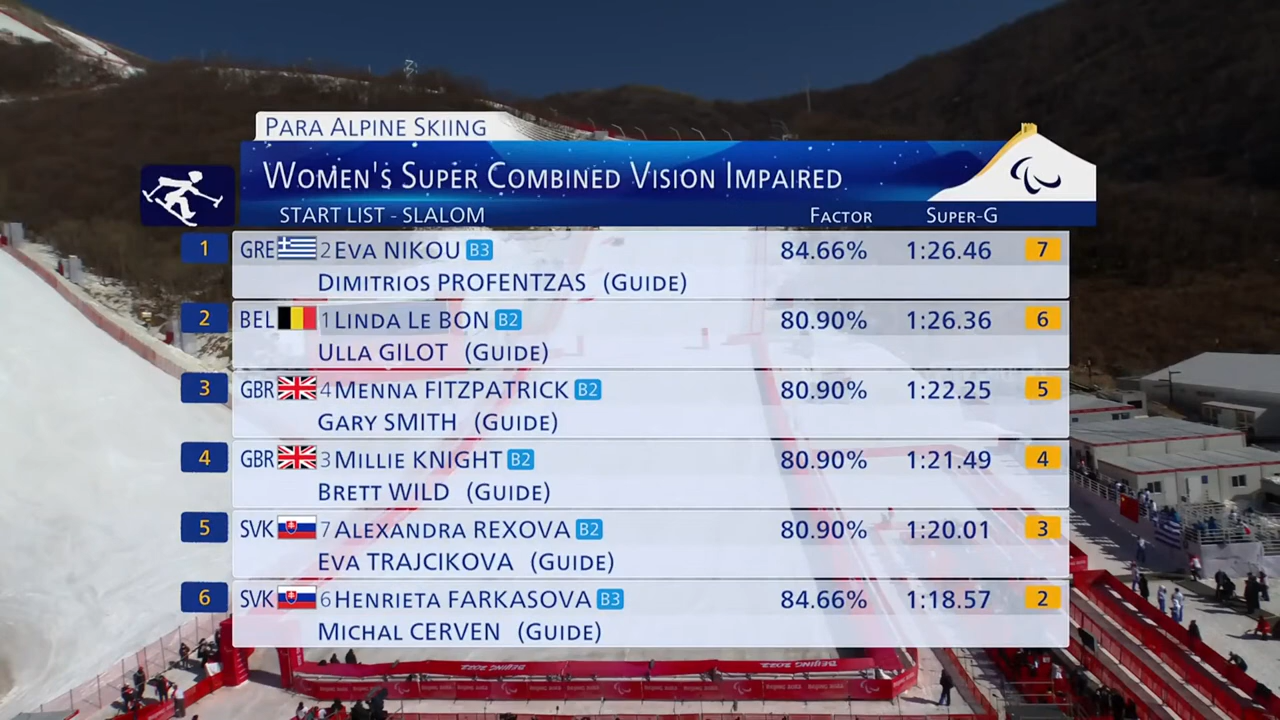 PARA ALPINE SKIING
WOMEN'S SUPER COMBINED VISION IMPAIRED
START LIST - SLALOM FACTOR SUPER-G
1 GRE 2 EVA NIKOU B3 84.66% 1:26.46 7
DIMITRIOS PROFENTZAS (GUIDE)
2 BEL 1 LINDA LE BON B2 80.90% 1:26.36 6
ULLA GILOT (GUIDE)
3 GBR 4 MENNA FITZPATRICK B2 80.90% 1:22.25 5
GARY SMITH (GUIDE)
4 GBR 3 MILLIE KNIGHT B2 80.90% 1:21.49 4
BRETT WILD (GUIDE)
5 SVK 7 ALEXANDRA REXOVA B2 80.90% 1:20.01 3
EVA TRAJCIKOVA (GUIDE)
6 SVK 6 HENRIETA FARKASOVA B3 84.66% 1:18.57 2
MICHAL CERVEN (GUIDE)
BEIJING 2022 BEIJING 2022